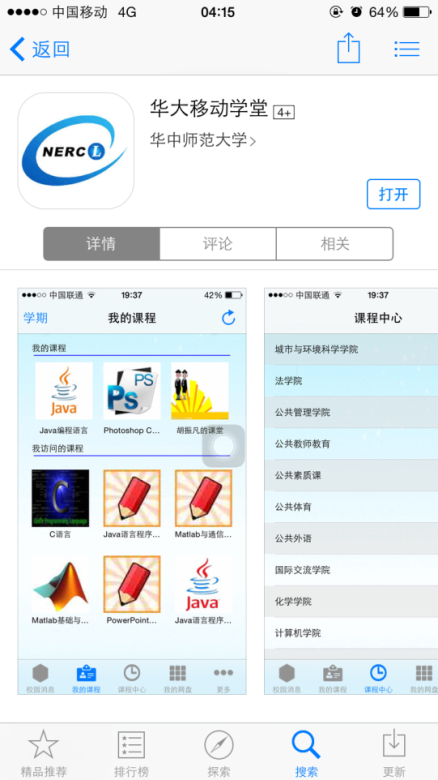 中国移动 4G 04:15 64%
返回
华大移动学堂 4+
华中师范大学
NERC L
打开
详情 评论 相关
中国联通 19:37 42%
学期 我的课程
我的课程
Java
PS
Ps
Java编程语言 Photoshop C... 胡振凡的课堂
我访问的课程
C
C语言 Java语言程序... Matlab与通信...
Java
Matlab基础与... PowerPoint... Java语言程序...
校园消息 我的课程 课程中心 我的网盘 更多
中国联通 19:37
课程中心
城市与环境科学学院
法学院
公共管理学院
公共教师教育
公共素质课
公共体育
公共外语
国际交流学院
化学学院
计算机学院
校园消息 我的课程 课程中心 我的网盘
精品推荐 排行榜 探索 搜索 更新